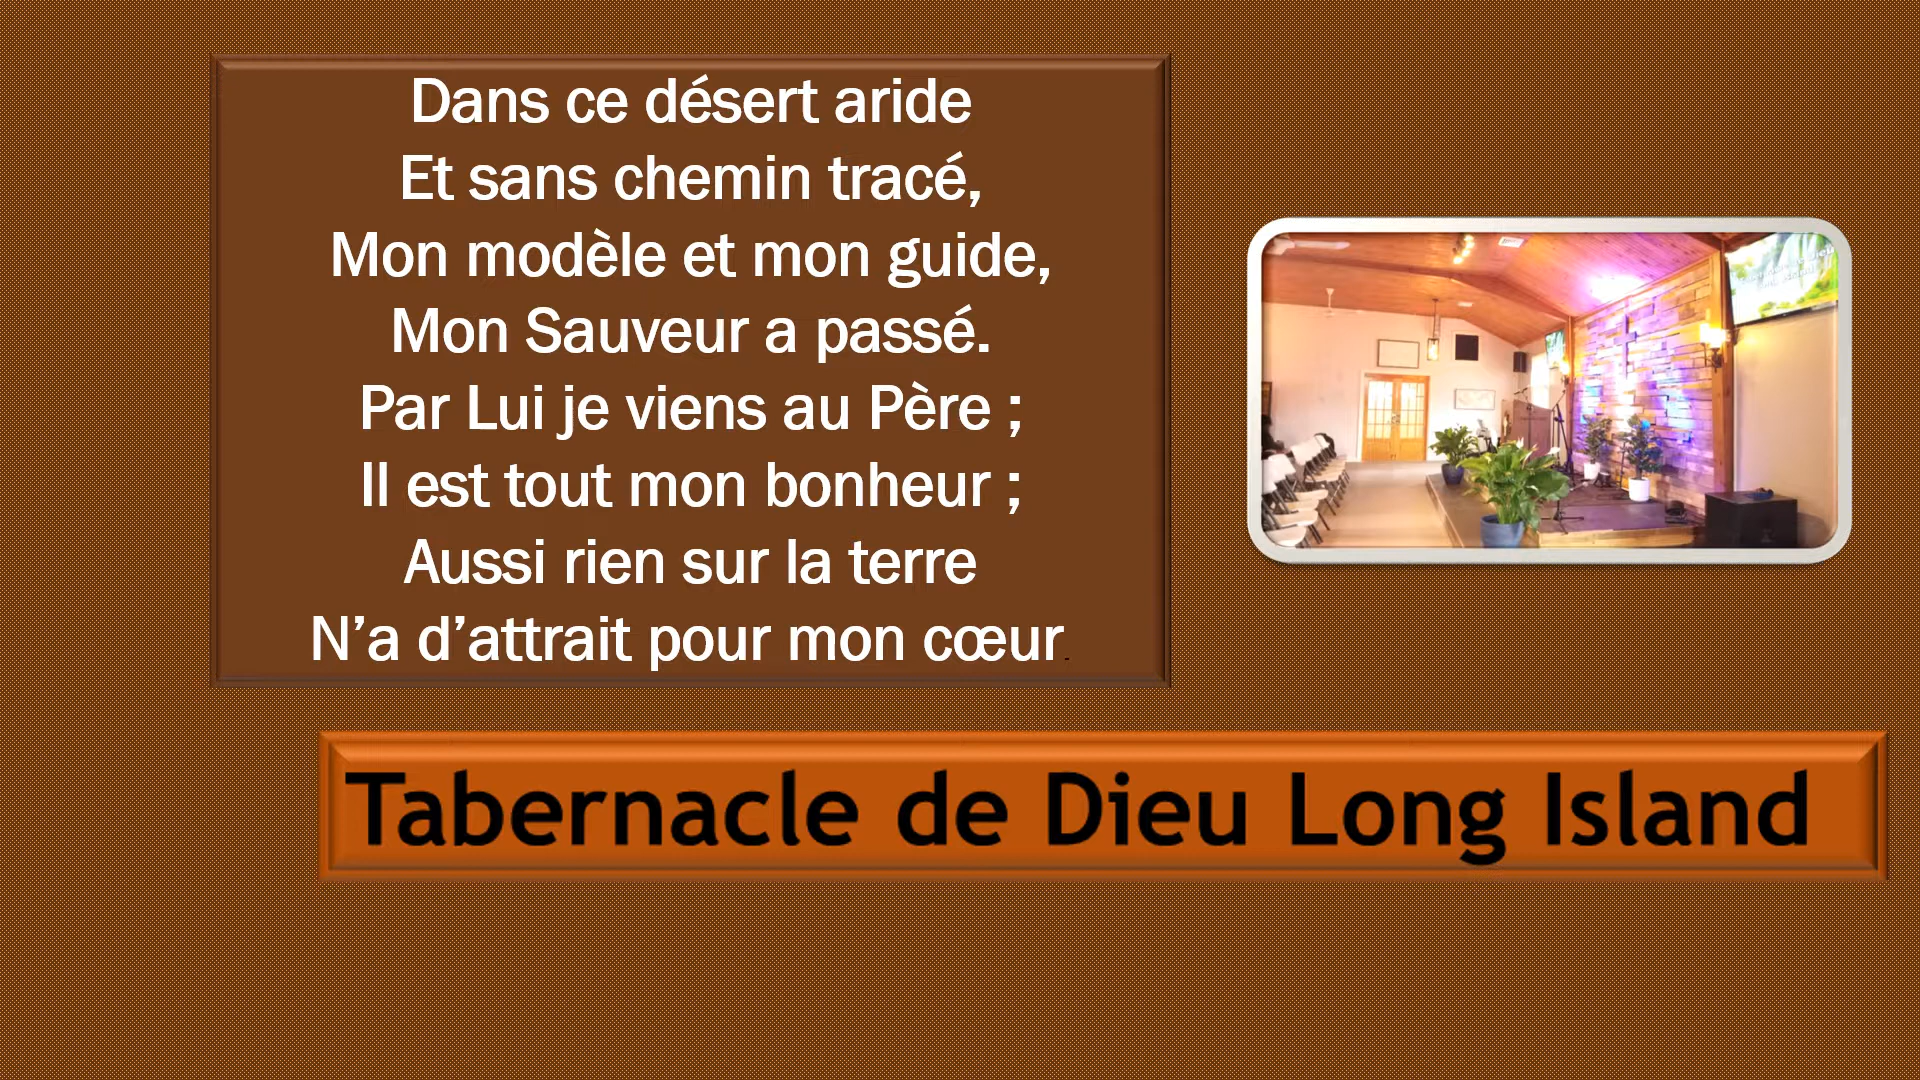 Dans ce désert aride
Et sans chemin tracé,
Mon modèle et mon guide,
Mon Sauveur a passé.
Par Lui je viens au Père ;
Il est tout mon bonheur ;
Aussi rien sur la terre
N’a d’attrait pour mon cœur.
Tabernacle de Dieu Long Island